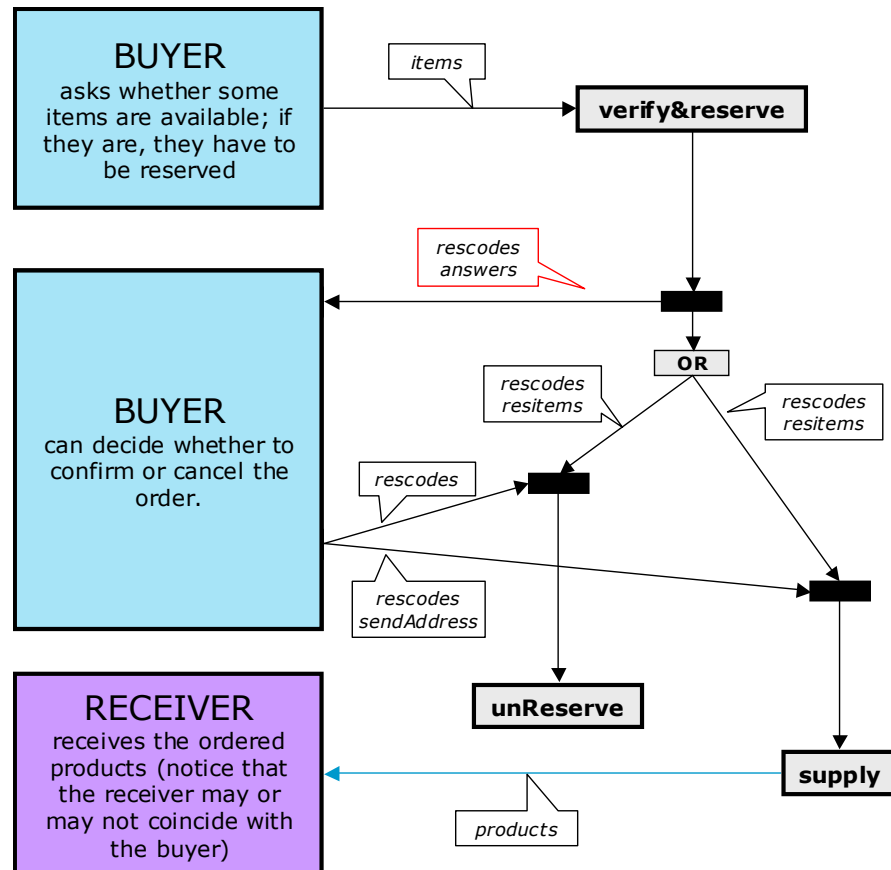 BUYER
asks whether some
items are available; if
they are, they have to
be reserved
items
verify&reserve
rescodes
answers
OR
rescodes
resitems
rescodes
resitems
BUYER
can decide whether to
confirm or cancel the
order.
rescodes
rescodes
sendAddress
unReserve
RECEIVER
receives the ordered
products (notice that
the receiver may or
may not coincide with
the buyer)
supply
products